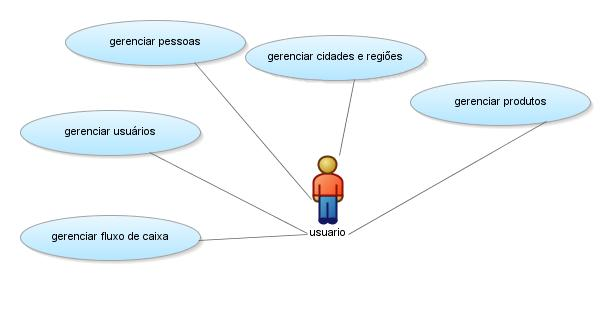 gerenciar pessoas
gerenciar cidades e regiões
gerenciar produtos
gerenciar usuários
gerenciar fluxo de caixa
usuario